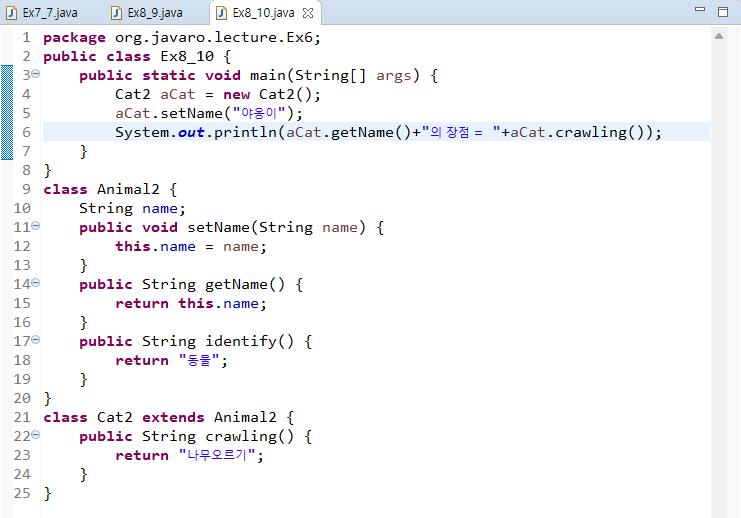 Ex7_7.java Ex8_9.java Ex8_10.java
1 package org.javaro.lecture.Ex6;
2 public class Ex8_10 {
3 public static void main(String[] args) {
4 Cat2 aCat = new Cat2();
5 aCat.setName("야옹이");
6 System.out.println(aCat.getName()+"의 장점 = "+aCat.crawling());
7 }
8 }
9 class Animal2 {
10 String name;
11 public void setName(String name) {
12 this.name = name;
13 }
14 public String getName() {
15 return this.name;
16 }
17 public String identify() {
18 return "동물";
19 }
20 }
21 class Cat2 extends Animal2 {
22 public String crawling() {
23 return "나무오르기";
24 }
25 }